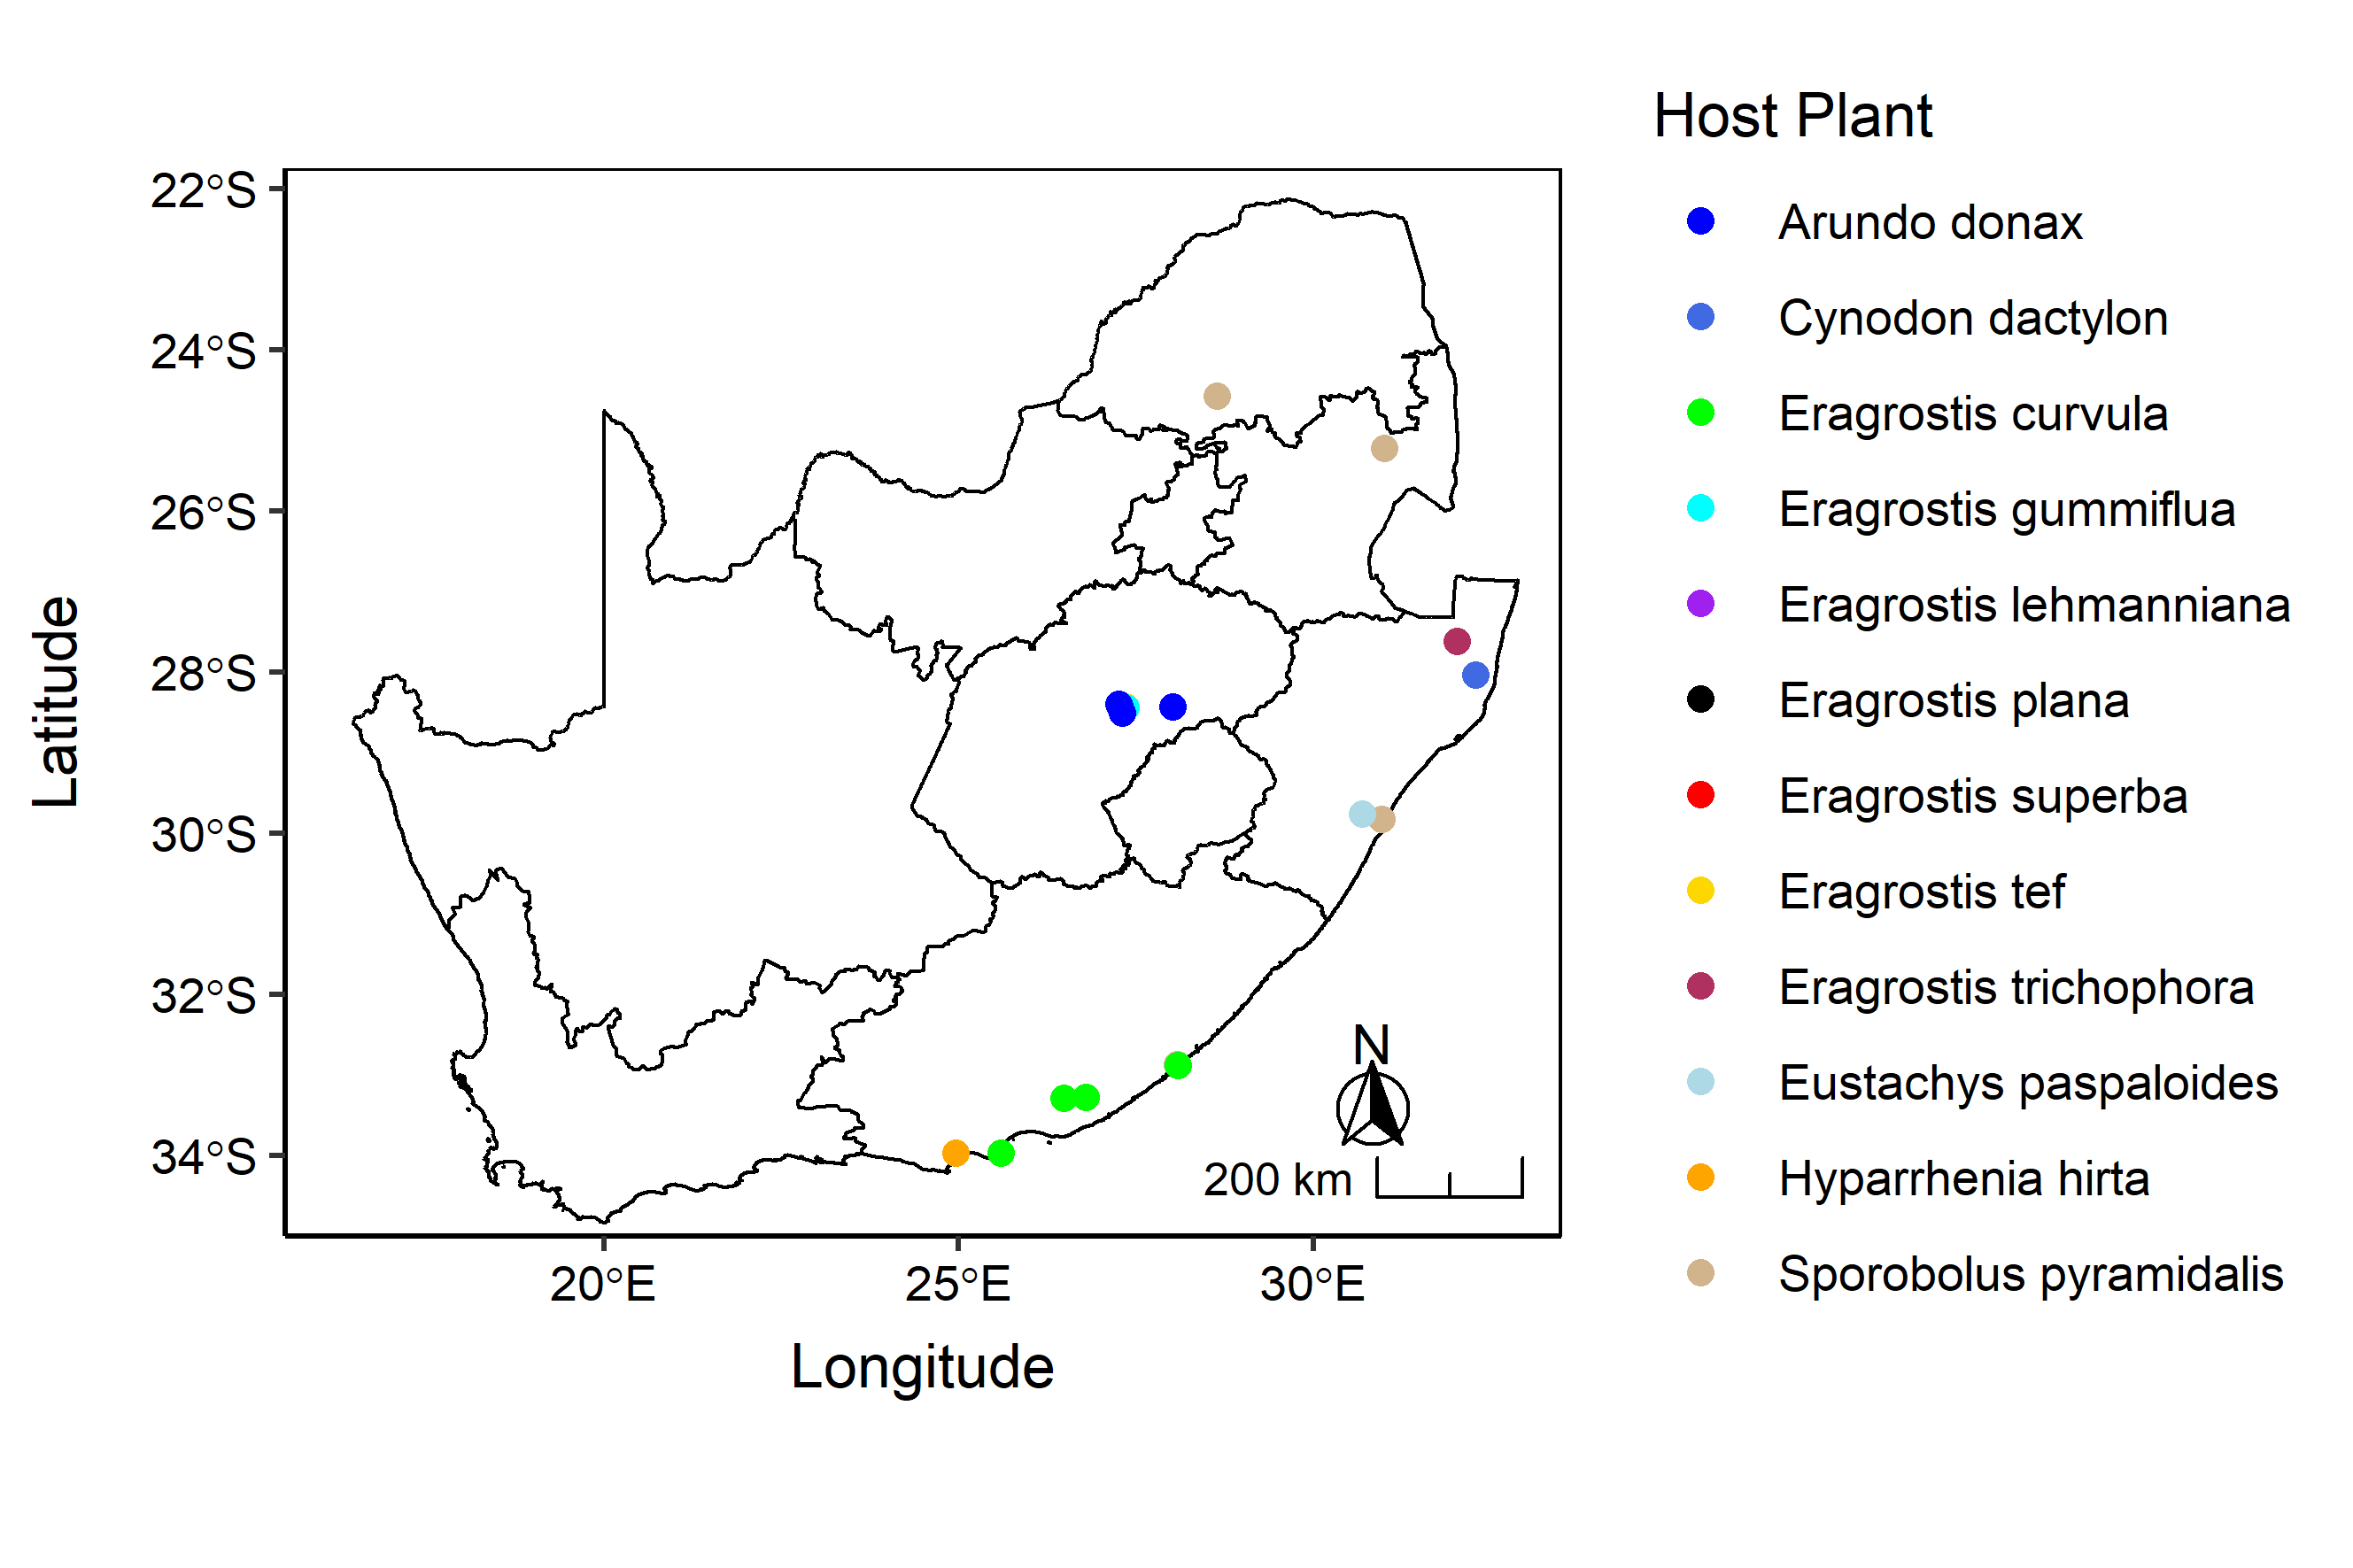 Host Plant
Arundo donax
Cynodon dactylon
Eragrostis curvula
Eragrostis gummiflua
Eragrostis lehmanniana
Eragrostis plana
Eragrostis superba
Eragrostis tef
Eragrostis trichophora
Eustachys paspaloides
Hyparrhenia hirta
Sporobolus pyramidalis
22°S
24°S
26°S
28°S
30°S
32°S
34°S
Latitude
N
200 km
20°E
25°E
30°E
Longitude